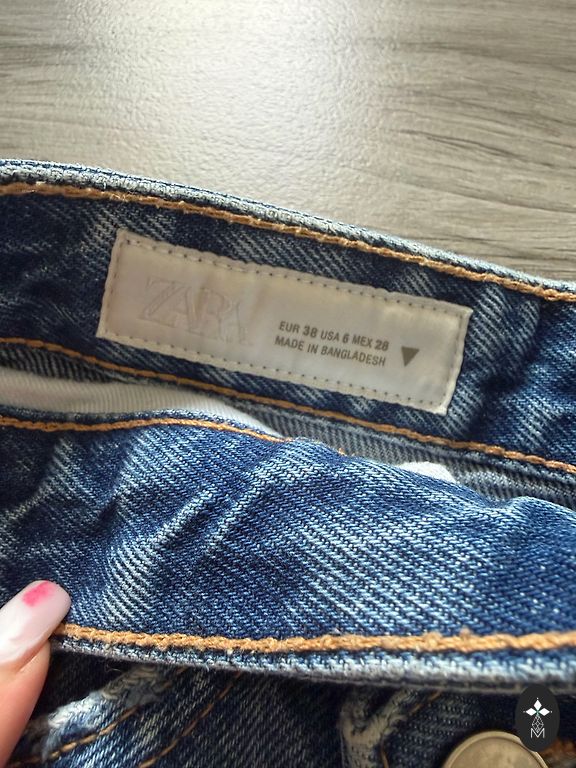 ZARA
EUR 38 USA 6 MEX 28
MADE IN BANGLADESH
M